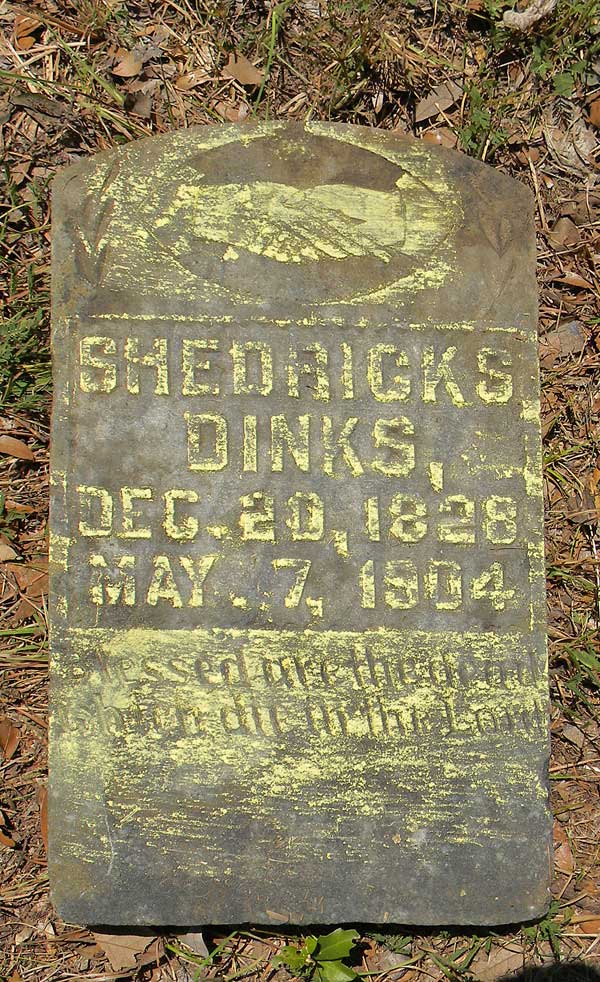 SHEDRICKS
DINKS,
DEC. 20, 1828
MAY. 7, 1904
Blessed are the dead
which die in the Lord